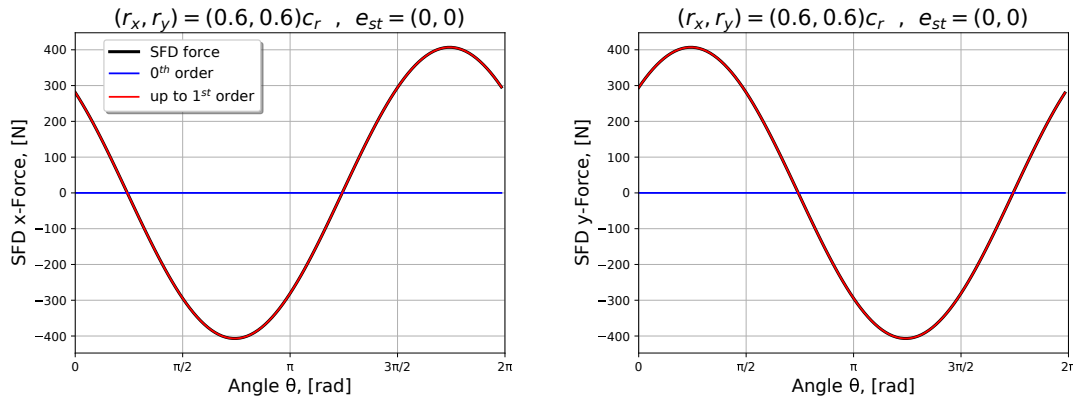 (r_x, r_y) = (0.6, 0.6)c_r , e_st = (0, 0)
SFD x-Force, [N]
400
300
200
100
0
−100
−200
−300
−400
SFD force
0^th order
up to 1^st order
0 π/2 π 3π/2 2π
Angle θ, [rad]
(r_x, r_y) = (0.6, 0.6)c_r , e_st = (0, 0)
SFD y-Force, [N]
400
300
200
100
0
−100
−200
−300
−400
0 π/2 π 3π/2 2π
Angle θ, [rad]